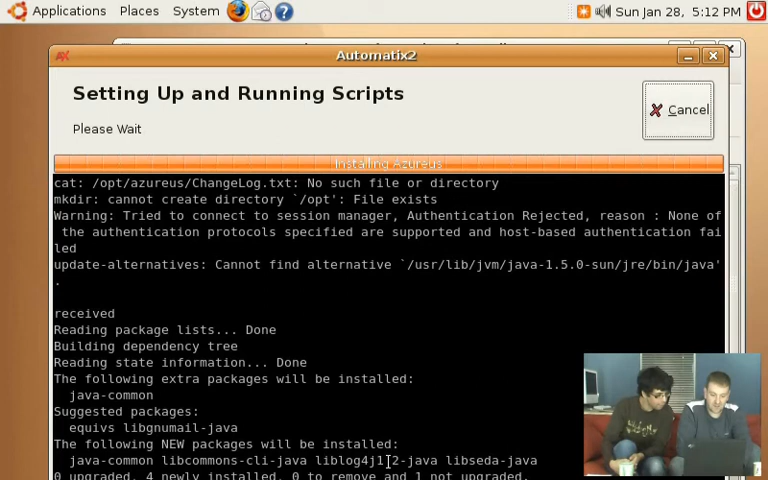 Applications Places System Sun Jan 28, 5:12 PM
Automatix2
Setting Up and Running Scripts
Cancel
Please Wait
Installing Azureus
cat: /opt/azureus/ChangeLog.txt: No such file or directory
mkdir: cannot create directory `/opt': File exists
Warning: Tried to connect to session manager, Authentication Rejected, reason : None of
the authentication protocols specified are supported and host-based authentication fai
led
update-alternatives: Cannot find alternative `/usr/lib/jvm/java-1.5.0-sun/jre/bin/java'
.
received
Reading package lists... Done
Building dependency tree
Reading state information... Done
The following extra packages will be installed:
java-common
Suggested packages:
equivs libgnumail-java
The following NEW packages will be installed:
java-common libcommons-cli-java liblog4j1.2-java libseda-java
0 upgraded, 4 newly installed, 0 to remove and 1 not upgraded.